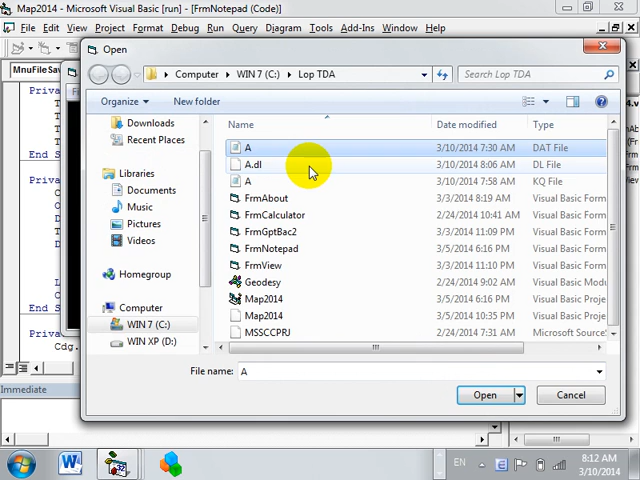 Map2014 - Microsoft Visual Basic [run] - [FrmNotepad (Code)]
File Edit View Project Format Debug Run Query Diagram Tools Add-Ins Window Help
MnuFileSav
Open
Computer WIN 7 (C:) Lop TDA
Search Lop TDA
Organize New folder
Downloads
Recent Places
Libraries
Documents
Music
Pictures
Videos
Homegroup
Computer
WIN 7 (C:)
WIN XP (D:)
Name Date modified Type
A 3/10/2014 7:30 AM DAT File
A.dl 3/10/2014 8:06 AM DL File
A 3/10/2014 7:58 AM KQ File
FrmAbout 3/3/2014 8:19 AM Visual Basic Form
FrmCalculator 2/24/2014 10:41 AM Visual Basic Form
FrmGptBac2 3/3/2014 11:09 PM Visual Basic Form
FrmNotepad 3/5/2014 6:16 PM Visual Basic Form
FrmView 3/3/2014 11:10 PM Visual Basic Form
Geodesy 2/24/2014 9:02 AM Visual Basic Modu
Map2014 3/5/2014 6:16 PM Visual Basic Proje
Map2014 3/5/2014 10:35 PM Visual Basic Proje
MSSCCPRJ 2/24/2014 7:31 AM Microsoft Source
File name: A
Open Cancel
Priva
End S
Priva
End S
Priva
Cdg.
Immediate
EN
8:12 AM
3/10/2014